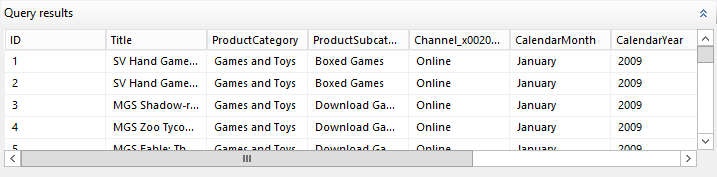 Query results
ID Title ProductCategory ProductSubcat... Channel_x0020... CalendarMonth CalendarYear
1 SV Hand Game... Games and Toys Boxed Games Online January 2009
2 SV Hand Game... Games and Toys Boxed Games Online January 2009
3 MGS Shadow-r... Games and Toys Download Ga... Online January 2009
4 MGS Zoo Tyco... Games and Toys Download Ga... Online January 2009
5 MGS Fable: Th... Games and Toys Download Ga... Online January 2009